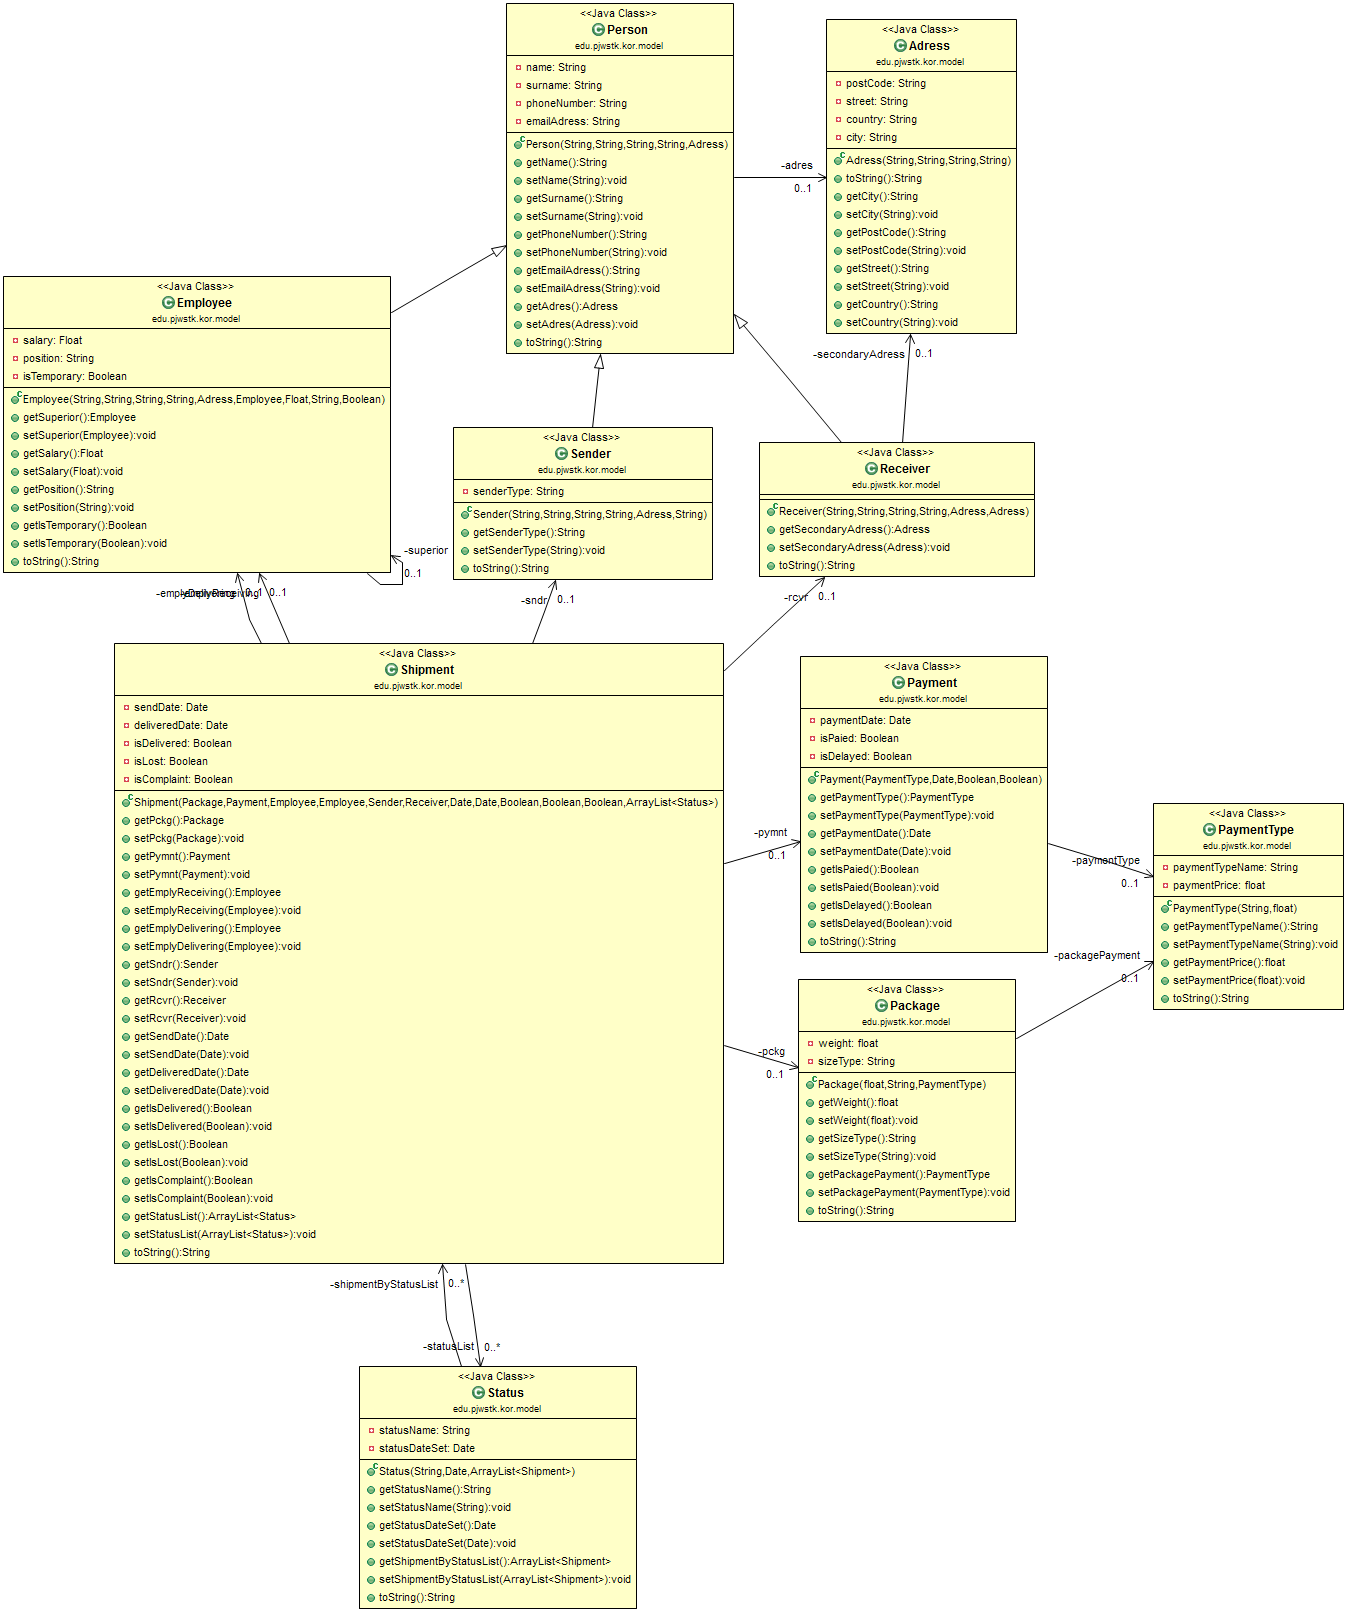 <<Java Class>>
Person
edu.pjwstk.kor.model
name: String
surname: String
phoneNumber: String
emailAdress: String
Person(String,String,String,String,Adress)
getName():String
setName(String):void
getSurname():String
setSurname(String):void
getPhoneNumber():String
setPhoneNumber(String):void
getEmailAdress():String
setEmailAdress(String):void
getAdres():Adress
setAdres(Adress):void
toString():String
-adres
0..1
<<Java Class>>
Adress
edu.pjwstk.kor.model
postCode: String
street: String
country: String
city: String
Adress(String,String,String,String)
toString():String
getCity():String
setCity(String):void
getPostCode():String
setPostCode(String):void
getStreet():String
setStreet(String):void
getCountry():String
setCountry(String):void
<<Java Class>>
Employee
edu.pjwstk.kor.model
salary: Float
position: String
isTemporary: Boolean
Employee(String,String,String,String,Adress,Employee,Float,String,Boolean)
getSuperior():Employee
setSuperior(Employee):void
getSalary():Float
setSalary(Float):void
getPosition():String
setPosition(String):void
getIsTemporary():Boolean
setIsTemporary(Boolean):void
toString():String
-superior
0..1
<<Java Class>>
Sender
edu.pjwstk.kor.model
senderType: String
Sender(String,String,String,String,Adress,String)
getSenderType():String
setSenderType(String):void
toString():String
-secondaryAdress
0..1
<<Java Class>>
Receiver
edu.pjwstk.kor.model
Receiver(String,String,String,String,Adress,Adress)
getSecondaryAdress():Adress
setSecondaryAdress(Adress):void
toString():String
0..1
-sndr
0..1
-rcvr
0..1
<<Java Class>>
Shipment
edu.pjwstk.kor.model
sendDate: Date
deliveredDate: Date
isDelivered: Boolean
isLost: Boolean
isComplaint: Boolean
Shipment(Package,Payment,Employee,Employee,Sender,Receiver,Date,Date,Boolean,Boolean,Boolean,ArrayList<Status>)
getPckg():Package
setPckg(Package):void
getPymnt():Payment
setPymnt(Payment):void
getEmplyReceiving():Employee
setEmplyReceiving(Employee):void
getEmplyDelivering():Employee
setEmplyDelivering(Employee):void
getSndr():Sender
setSndr(Sender):void
getRcvr():Receiver
setRcvr(Receiver):void
getSendDate():Date
setSendDate(Date):void
getDeliveredDate():Date
setDeliveredDate(Date):void
getIsDelivered():Boolean
setIsDelivered(Boolean):void
getIsLost():Boolean
setIsLost(Boolean):void
getIsComplaint():Boolean
setIsComplaint(Boolean):void
getStatusList():ArrayList<Status>
setStatusList(ArrayList<Status>):void
toString():String
-pymnt
0..1
<<Java Class>>
Payment
edu.pjwstk.kor.model
paymentDate: Date
isPaied: Boolean
isDelayed: Boolean
Payment(PaymentType,Date,Boolean,Boolean)
getPaymentType():PaymentType
setPaymentType(PaymentType):void
getPaymentDate():Date
setPaymentDate(Date):void
getIsPaied():Boolean
setIsPaied(Boolean):void
getIsDelayed():Boolean
setIsDelayed(Boolean):void
toString():String
-paymentType
0..1
<<Java Class>>
PaymentType
edu.pjwstk.kor.model
paymentTypeName: String
paymentPrice: float
PaymentType(String,float)
getPaymentTypeName():String
setPaymentTypeName(String):void
getPaymentPrice():float
setPaymentPrice(float):void
toString():String
-packagePayment
0..1
-pckg
0..1
<<Java Class>>
Package
edu.pjwstk.kor.model
weight: float
sizeType: String
Package(float,String,PaymentType)
getWeight():float
setWeight(float):void
getSizeType():String
setSizeType(String):void
getPackagePayment():PaymentType
setPackagePayment(PaymentType):void
toString():String
-shipmentByStatusList
0..*
-statusList
0..*
<<Java Class>>
Status
edu.pjwstk.kor.model
statusName: String
statusDateSet: Date
Status(String,Date,ArrayList<Shipment>)
getStatusName():String
setStatusName(String):void
getStatusDateSet():Date
setStatusDateSet(Date):void
getShipmentByStatusList():ArrayList<Shipment>
setShipmentByStatusList(ArrayList<Shipment>):void
toString():String